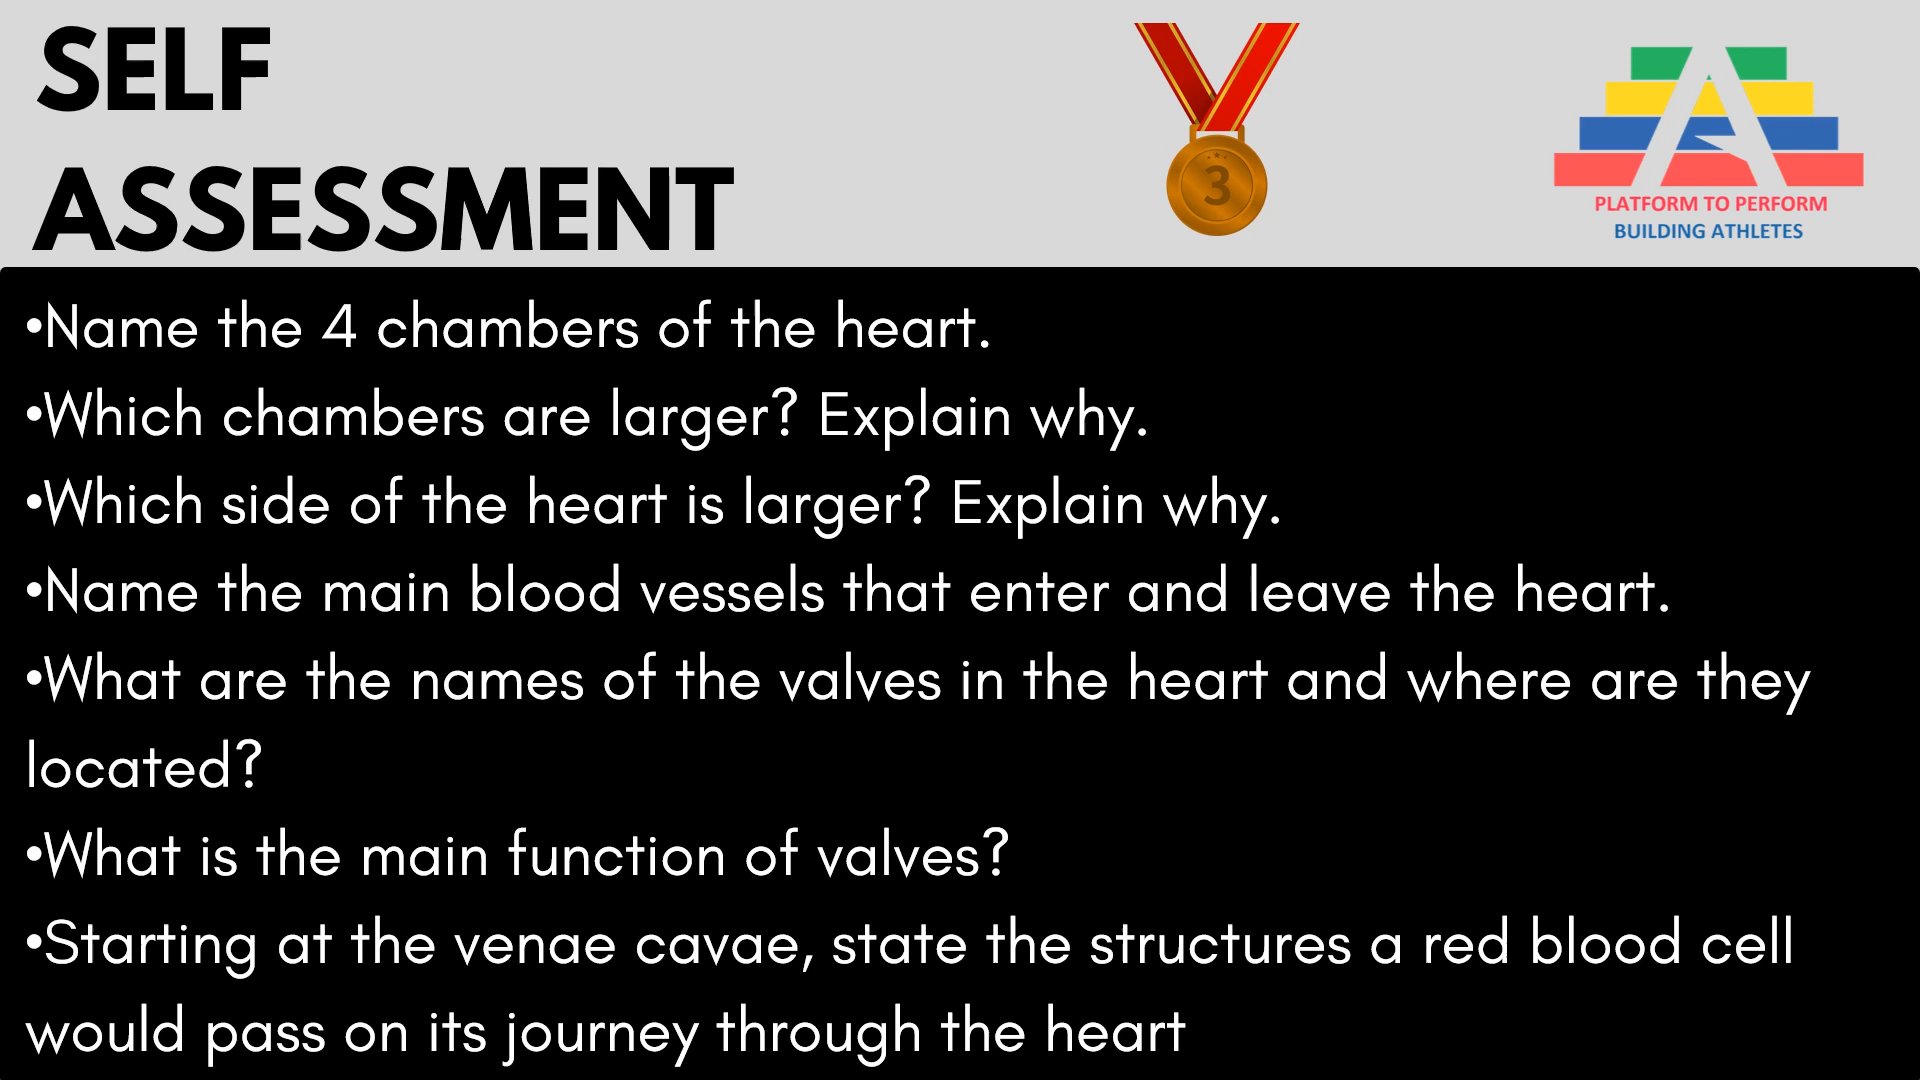 SELF
ASSESSMENT
3
PLATFORM TO PERFORM
BUILDING ATHLETES
•Name the 4 chambers of the heart.
•Which chambers are larger? Explain why.
•Which side of the heart is larger? Explain why.
•Name the main blood vessels that enter and leave the heart.
•What are the names of the valves in the heart and where are they
located?
•What is the main function of valves?
•Starting at the venae cavae, state the structures a red blood cell
would pass on its journey through the heart